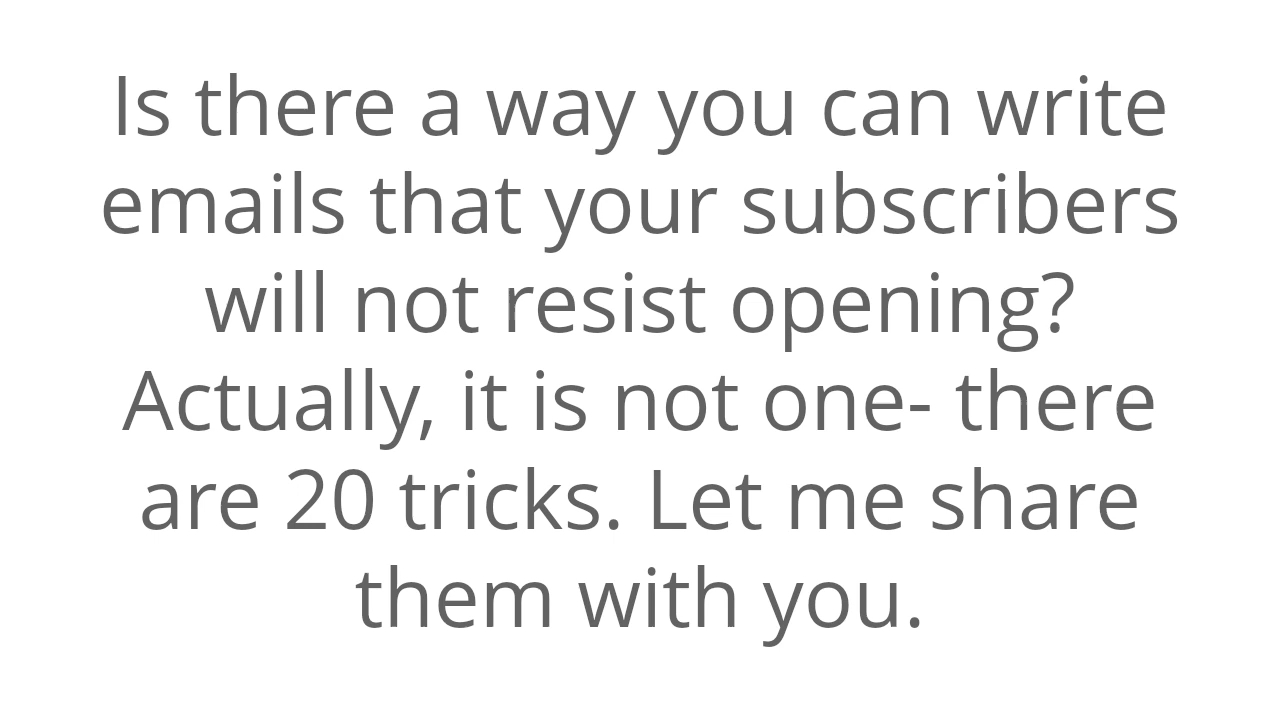 Is there a way you can write
emails that your subscribers
will not resist opening?
Actually, it is not one- there
are 20 tricks. Let me share
them with you.